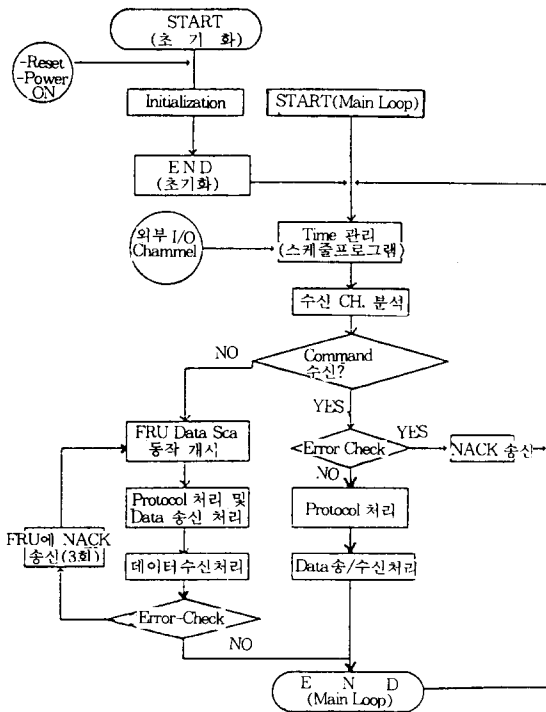 START
(초 기 화)
-Reset
-Power
ON
Initialization
START(Main Loop)
E N D
(초기화)
외부 I/O
Chammel
Time 관리
(스케줄프로그램)
수신 CH. 분석
NO
Command
수신?
YES
FRU Data Sca
동작 개시
Error Check
YES
NACK 송신
NO
Protocol 처리 및
Data 송신 처리
Protocol 처리
FRU에 NACK
송신(3회)
데이터수신처리
Data송/수신처리
Error-Check
NO
E N D
(Main Loop)